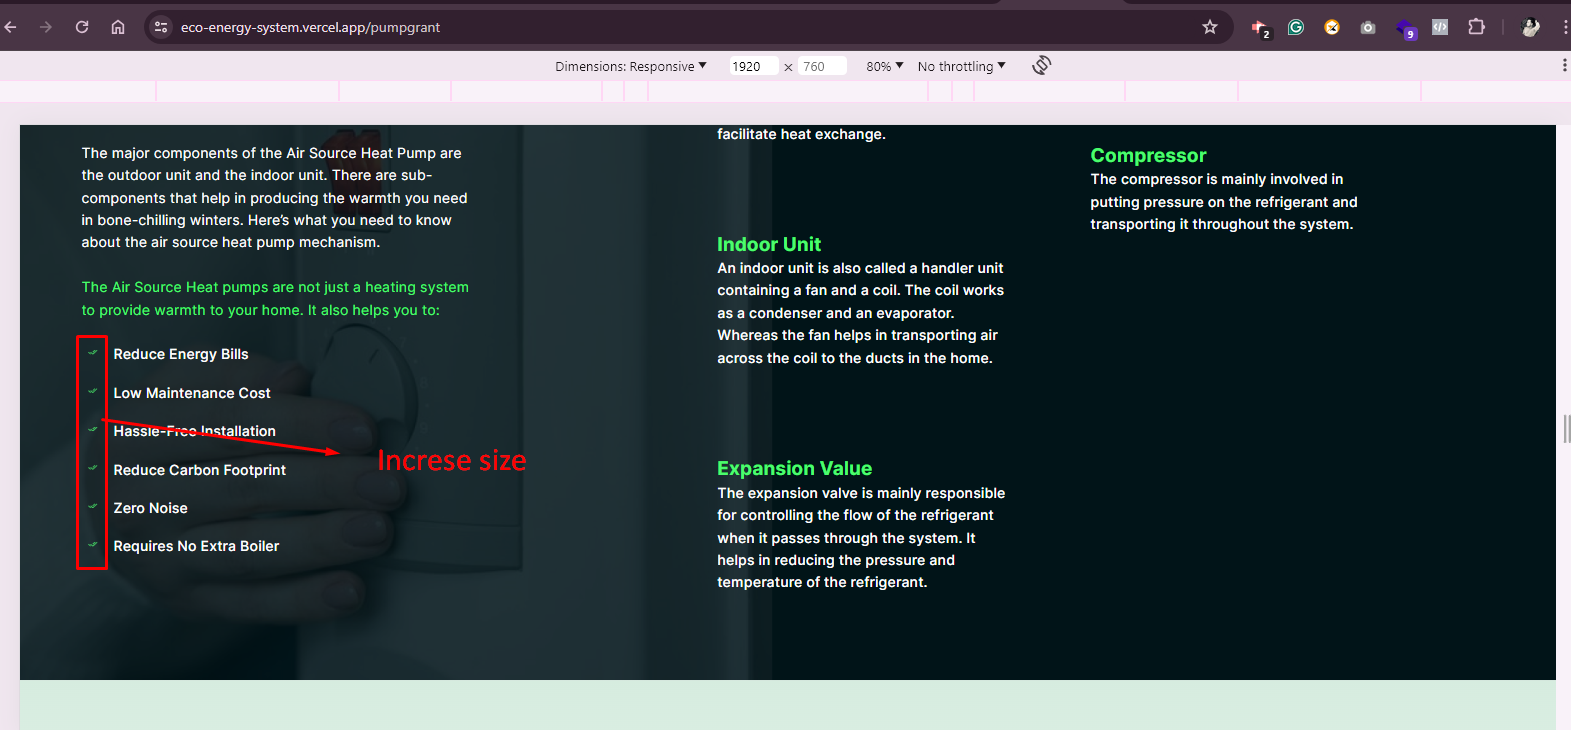 eco-energy-system.vercel.app/pumpgrant
2
9
Dimensions: Responsive
1920 × 760
80%
No throttling
The major components of the Air Source Heat Pump are
the outdoor unit and the indoor unit. There are sub-
components that help in producing the warmth you need
in bone-chilling winters. Here's what you need to know
about the air source heat pump mechanism.
The Air Source Heat pumps are not just a heating system
to provide warmth to your home. It also helps you to:
Reduce Energy Bills
Low Maintenance Cost
Hassle-Free Installation
Reduce Carbon Footprint
Zero Noise
Requires No Extra Boiler
Increse size
facilitate heat exchange.
Indoor Unit
An indoor unit is also called a handler unit
containing a fan and a coil. The coil works
as a condenser and an evaporator.
Whereas the fan helps in transporting air
across the coil to the ducts in the home.
Expansion Value
The expansion valve is mainly responsible
for controlling the flow of the refrigerant
when it passes through the system. It
helps in reducing the pressure and
temperature of the refrigerant.
Compressor
The compressor is mainly involved in
putting pressure on the refrigerant and
transporting it throughout the system.